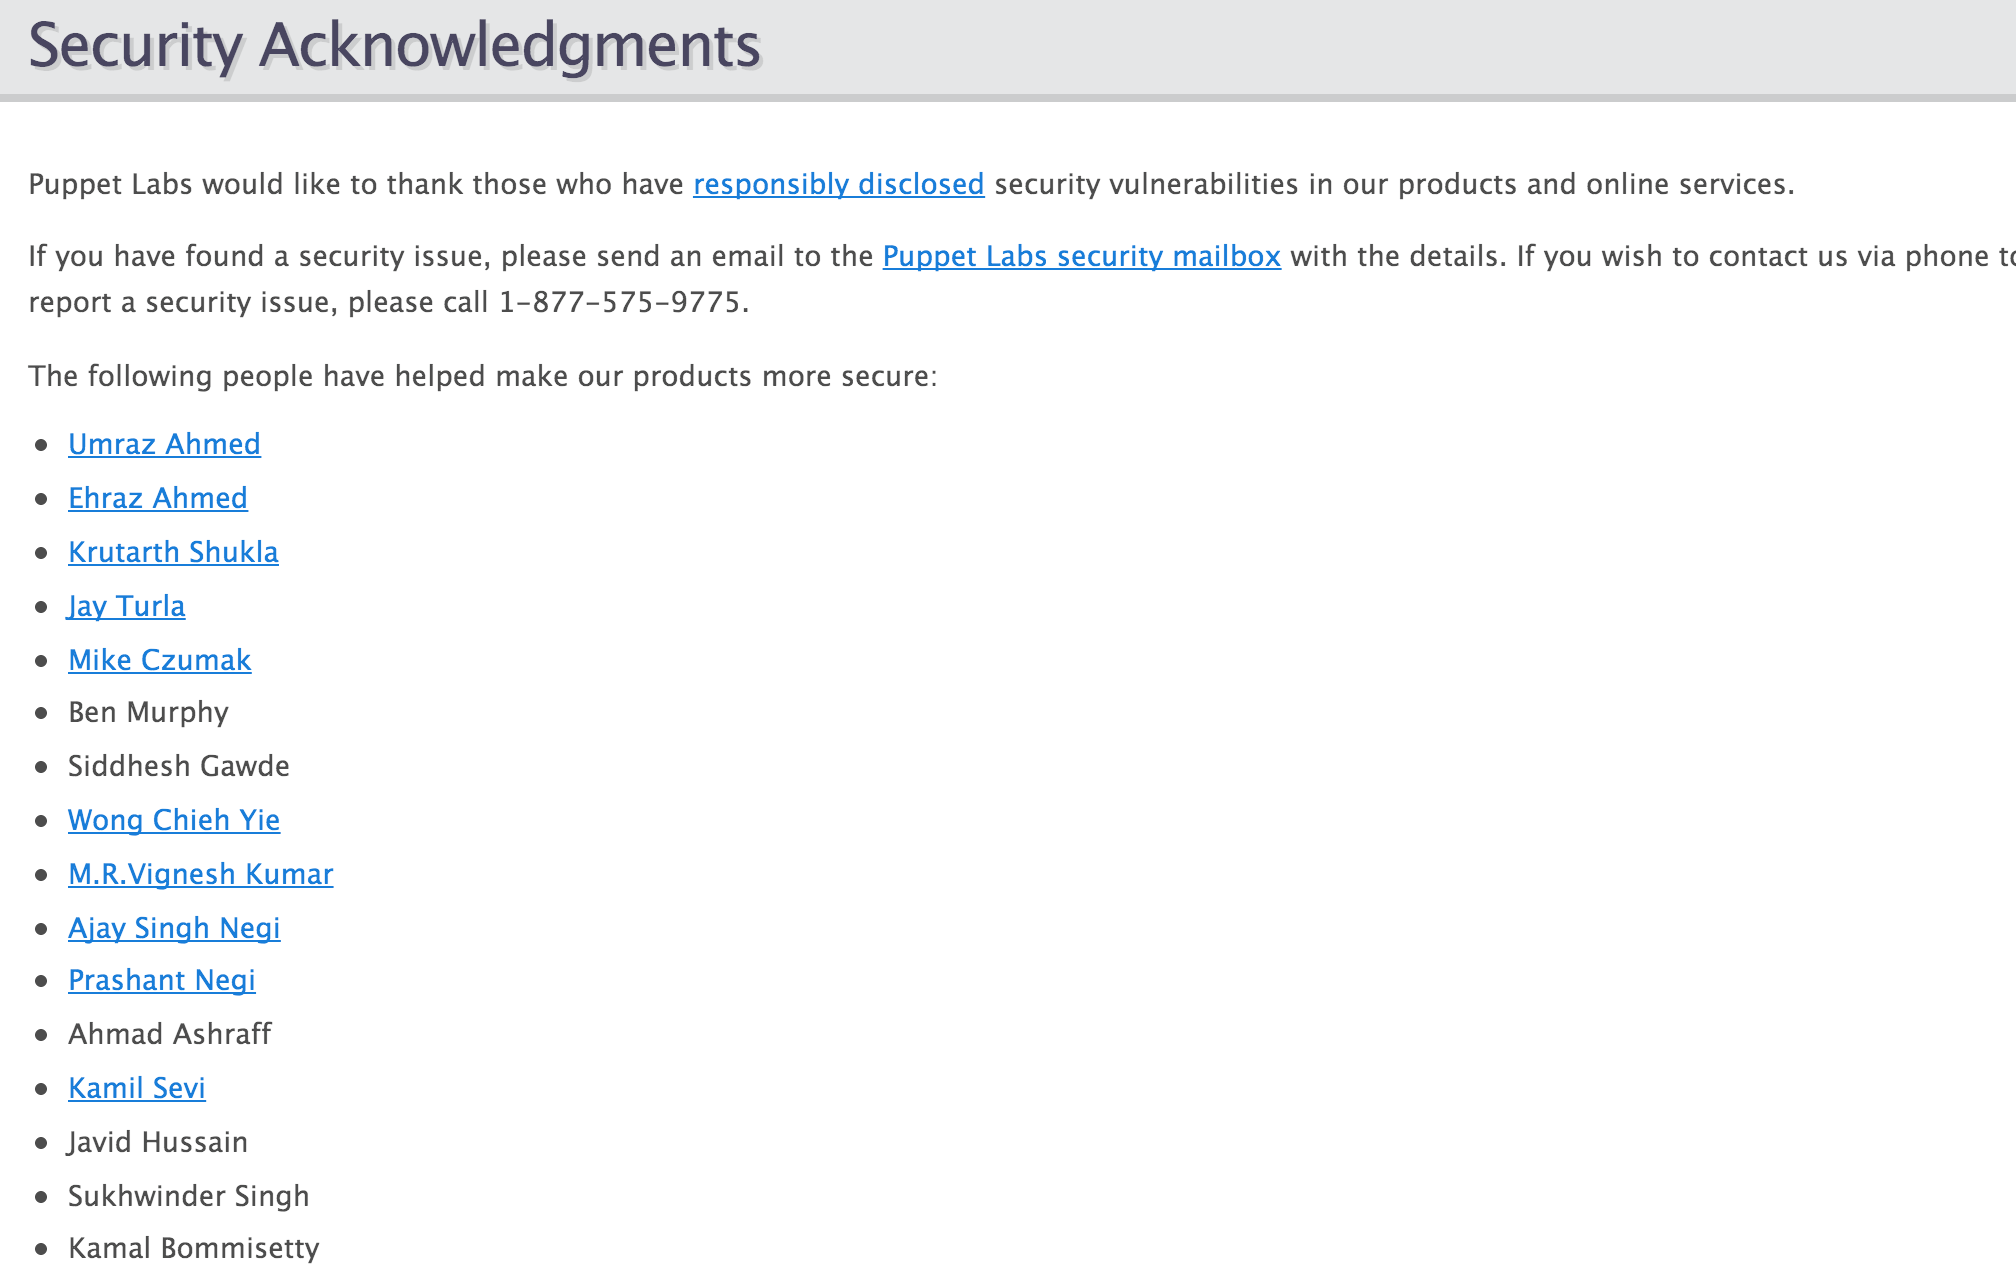 Security Acknowledgments
Puppet Labs would like to thank those who have responsibly disclosed security vulnerabilities in our products and online services.
If you have found a security issue, please send an email to the Puppet Labs security mailbox with the details. If you wish to contact us via phone to
report a security issue, please call 1-877-575-9775.
The following people have helped make our products more secure:
Umraz Ahmed
Ehraz Ahmed
Krutarth Shukla
Jay Turla
Mike Czumak
Ben Murphy
Siddhesh Gawde
Wong Chieh Yie
M.R.Vignesh Kumar
Ajay Singh Negi
Prashant Negi
Ahmad Ashraff
Kamil Sevi
Javid Hussain
Sukhwinder Singh
Kamal Bommisetty